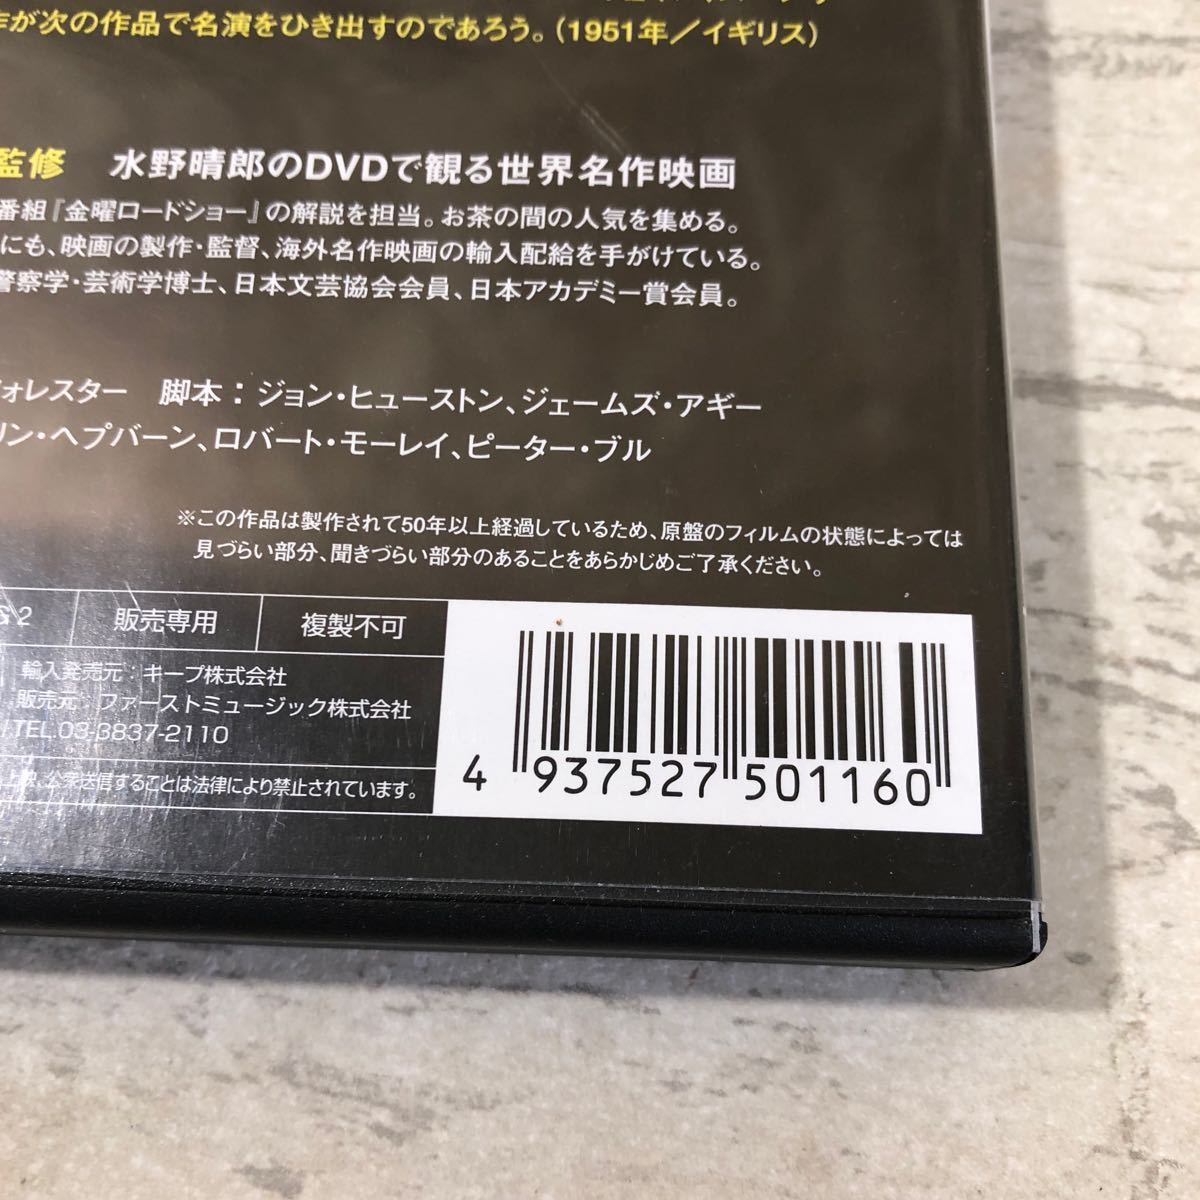 が次の作品で名演をひき出すのであろう。(1951年／イギリス)
監修 水野晴郎のDVDで観る世界名作映画
番組『金曜ロードショー』の解説を担当。お茶の間の人気を集める。
にも、映画の製作・監督、海外名作映画の輸入配給を手がけている。
警察学・芸術学博士、日本文芸協会会員、日本アカデミー賞会員。
ォレスター 脚本：ジョン・ヒューストン、ジェームズ・アギー
リン・ヘプバーン、ロバート・モーレイ、ピーター・ブル
※この作品は製作されて50年以上経過しているため、原盤のフィルムの状態によっては
見づらい部分、聞きづらい部分のあることをあらかじめご了承ください。
2 販売専用 複製不可
輸入発売元：キープ株式会社
販売元：ファーストミュージック株式会社
/TEL.03-3837-2110
上映、公衆送信することは法律により禁止されています。
4 937527 501160